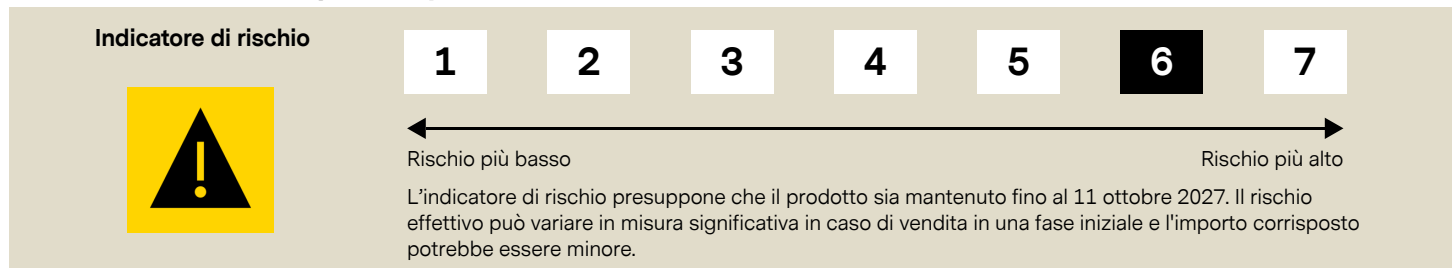 Indicatore di rischio
1 2 3 4 5 6 7
Rischio più basso Rischio più alto
L'indicatore di rischio presuppone che il prodotto sia mantenuto fino al 11 ottobre 2027. Il rischio
effettivo può variare in misura significativa in caso di vendita in una fase iniziale e l'importo corrisposto
potrebbe essere minore.